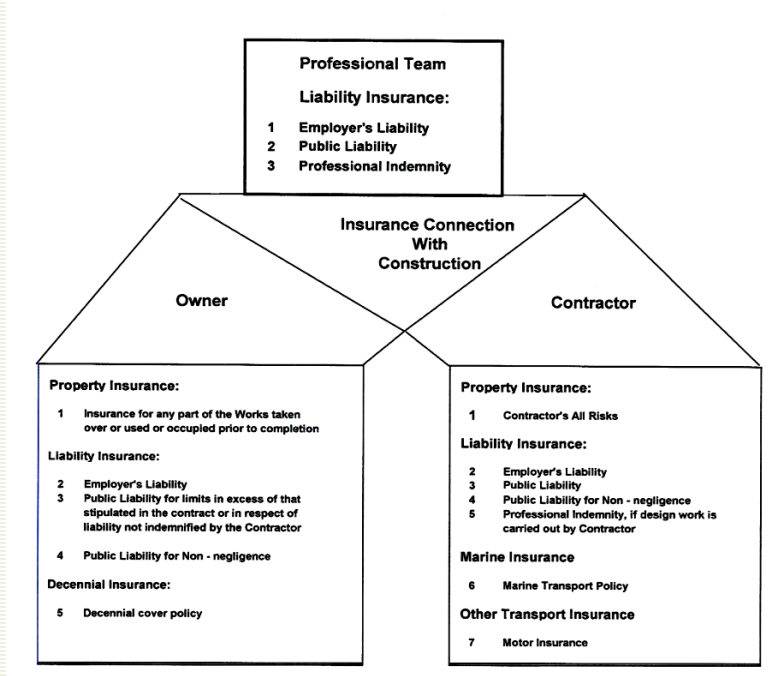 Professional Team
Liability Insurance:
1 Employer's Liability
2 Public Liability
3 Professional Indemnity
Insurance Connection
With
Construction
Owner
Contractor
Property Insurance:
1 Insurance for any part of the Works taken
over or used or occupied prior to completion
Liability Insurance:
2 Employer's Liability
3 Public Liability for limits in excess of that
stipulated in the contract or in respect of
liability not indemnified by the Contractor
4 Public Liability for Non - negligence
Decennial Insurance:
5 Decennial cover policy
Property Insurance:
1 Contractor's All Risks
Liability Insurance:
2 Employer's Liability
3 Public Liability
4 Public Liability for Non - negligence
5 Professional Indemnity, if design work is
carried out by Contractor
Marine Insurance
6 Marine Transport Policy
Other Transport Insurance
7 Motor Insurance